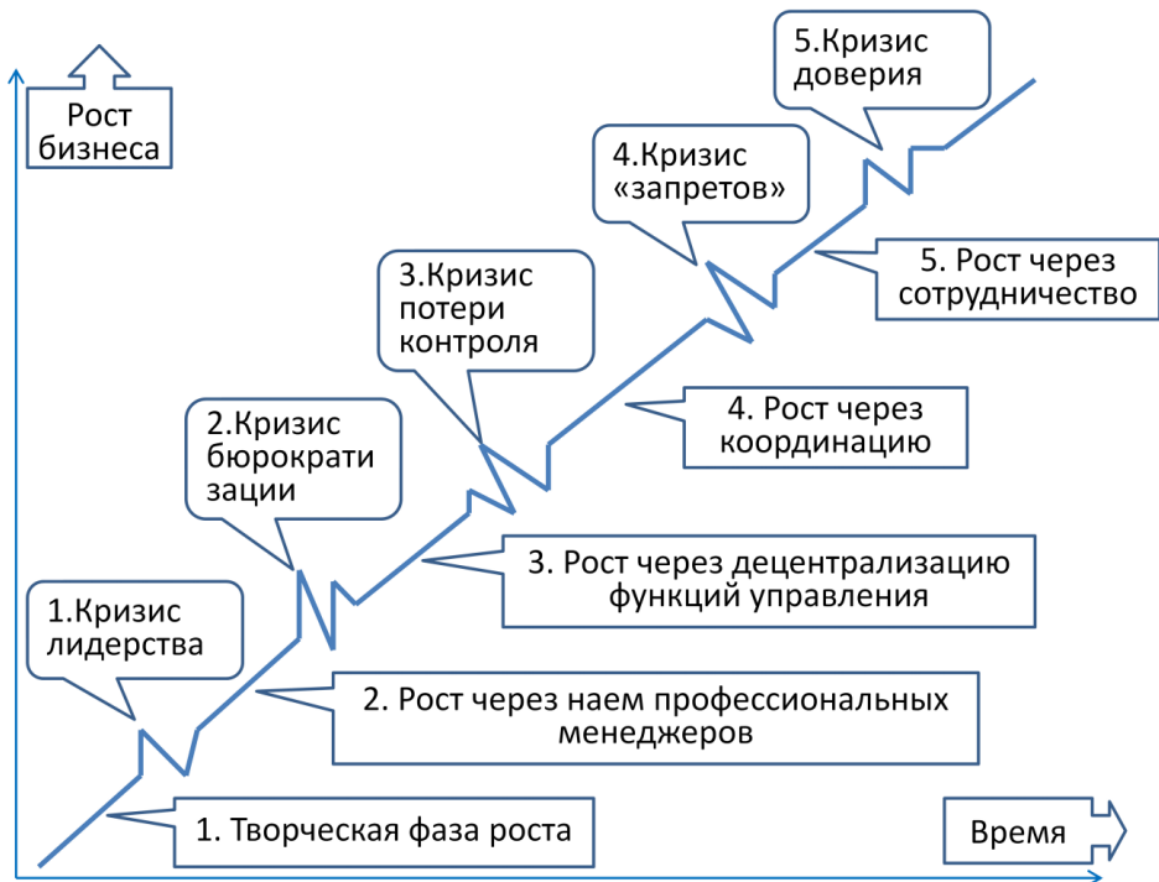 Рост
бизнеса
5.Кризис
доверия
4.Кризис
«запретов»
3.Кризис
потери
контроля
2.Кризис
бюрократи
зации
1.Кризис
лидерства
5. Рост через
сотрудничество
4. Рост через
координацию
3. Рост через децентрализацию
функций управления
2. Рост через наем профессиональных
менеджеров
1. Творческая фаза роста
Время